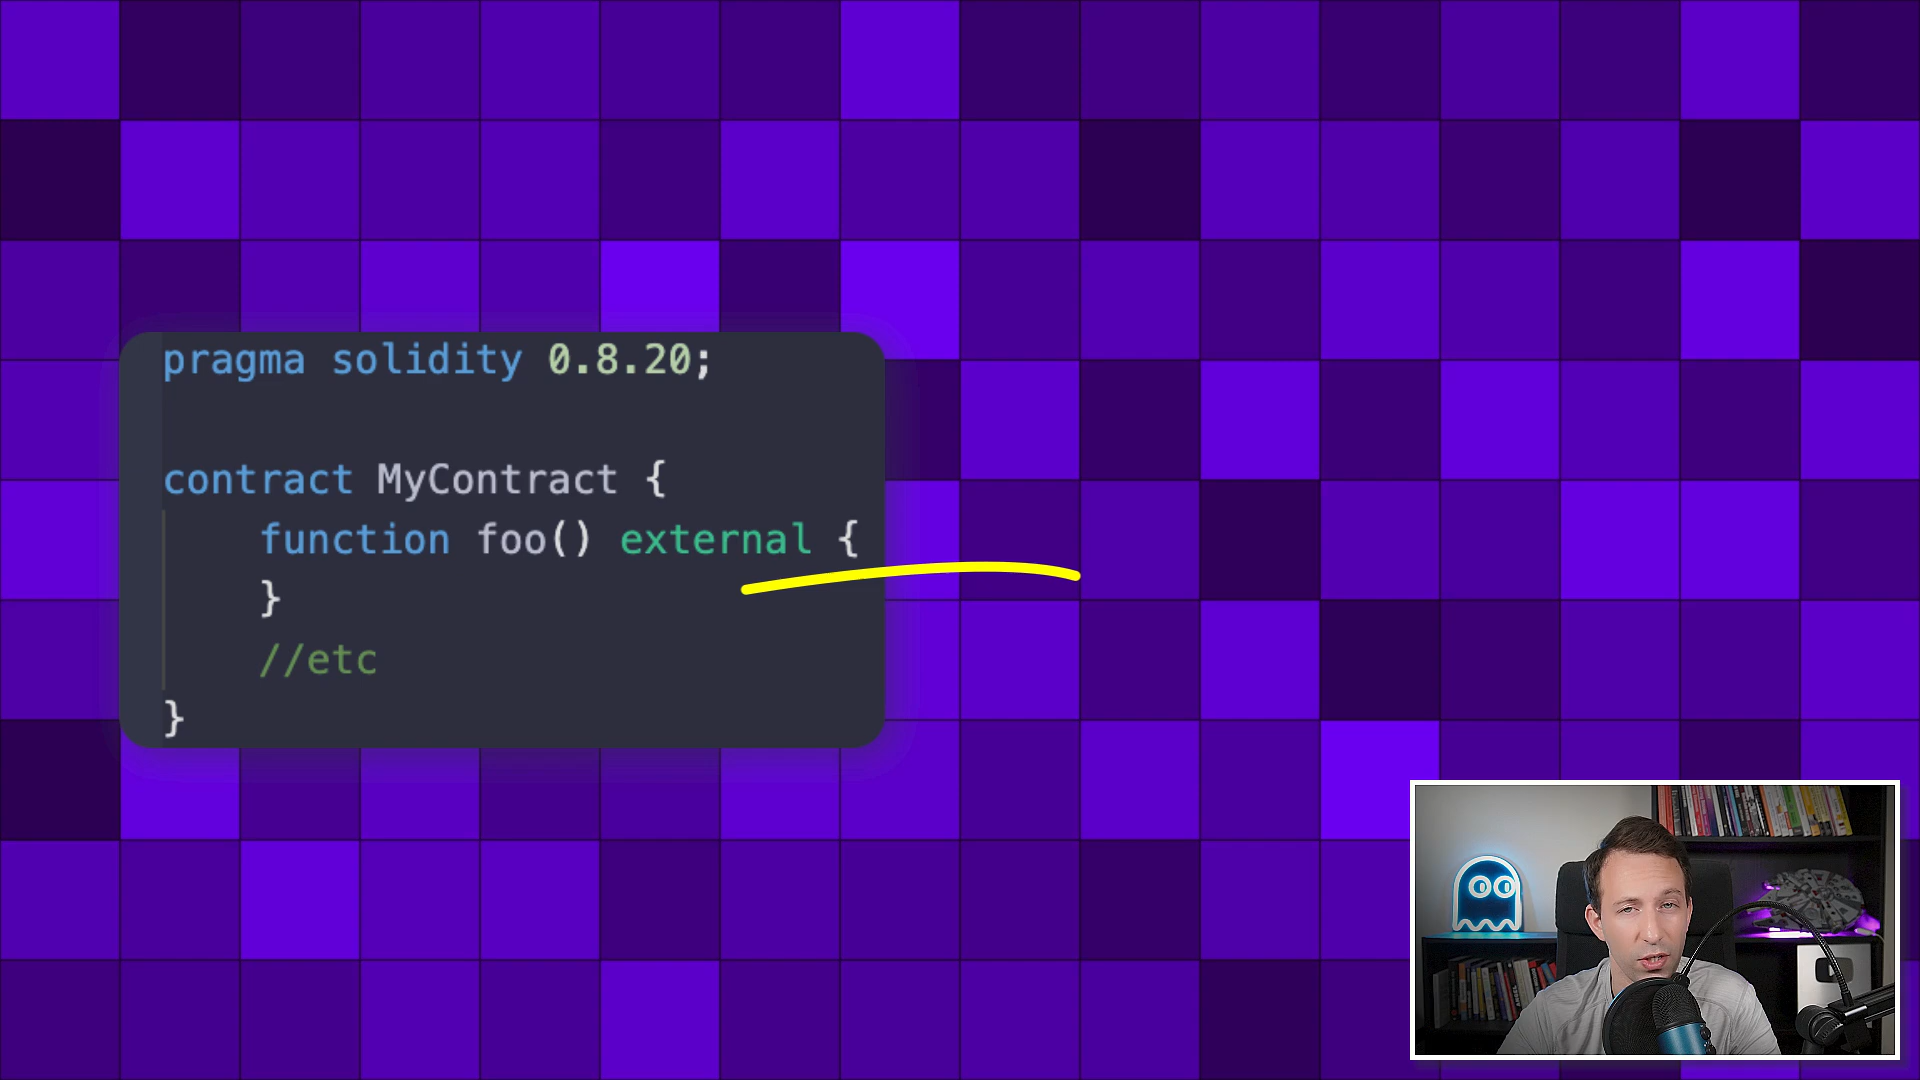 pragma solidity 0.8.20;
contract MyContract {
function foo() external {
}
//etc
}